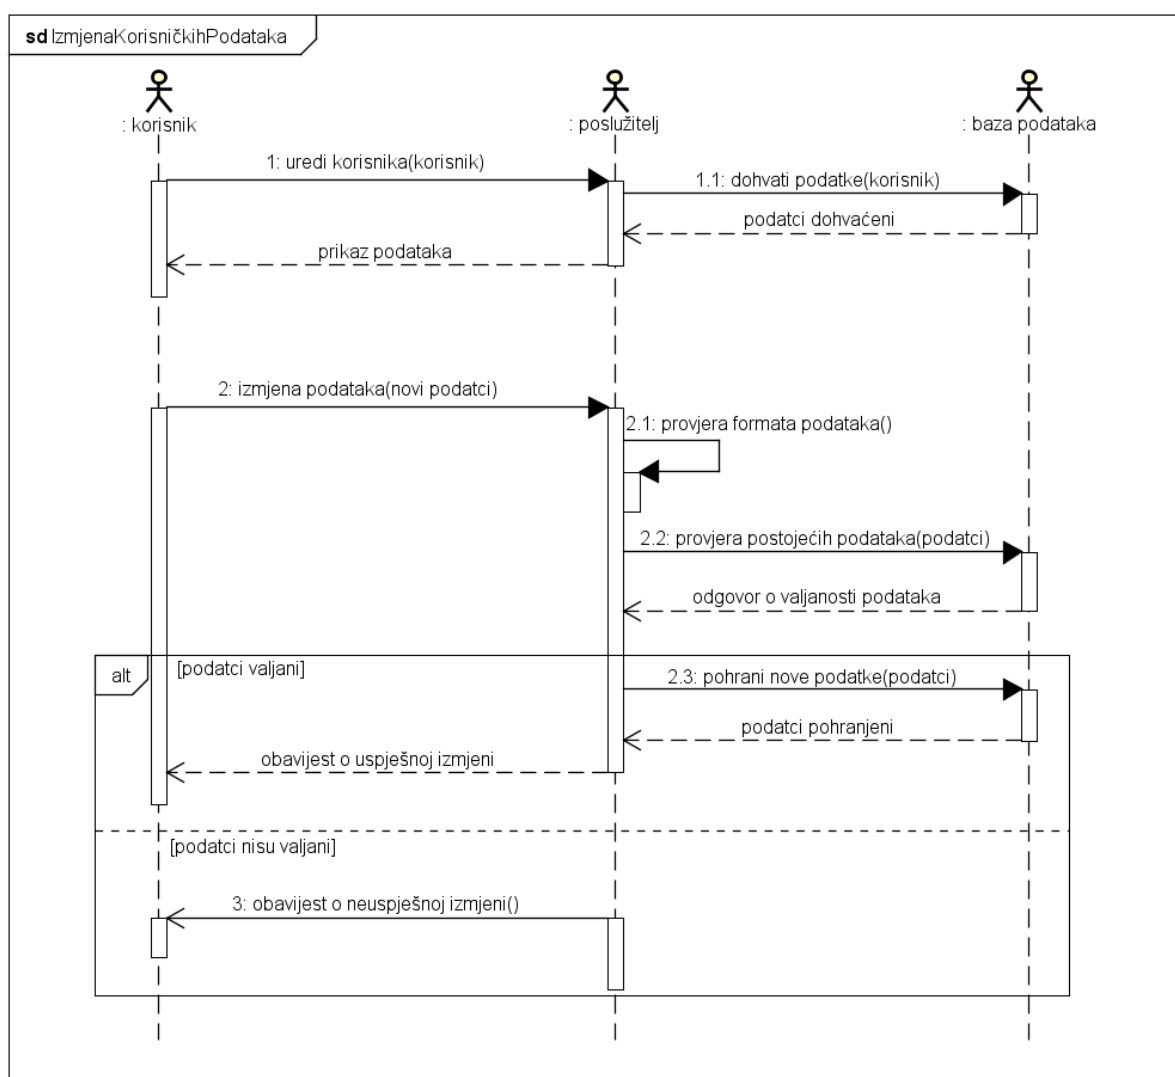 sd IzmjenaKorisničkihPodataka
: korisnik
: poslužitelj
: baza podataka
1: uredi korisnika(korisnik)
1.1: dohvati podatke(korisnik)
podatci dohvaćeni
prikaz podataka
2: izmjena podataka(novi podatci)
2.1: provjera formata podataka()
2.2: provjera postojećih podataka(podatci)
odgovor o valjanosti podataka
alt
[podatci valjani]
2.3: pohrani nove podatke(podatci)
podatci pohranjeni
obavijest o uspješnoj izmjeni
[podatci nisu valjani]
3: obavijest o neuspješnoj izmjeni()